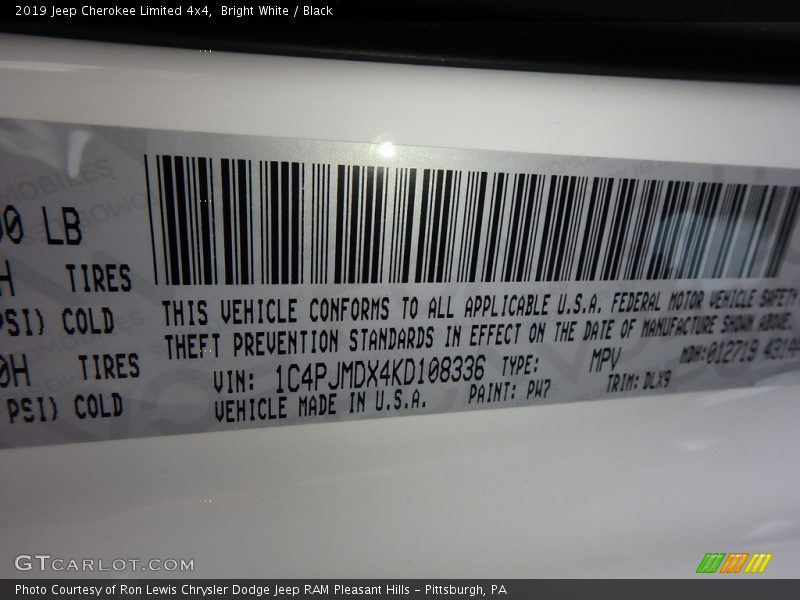 2019 Jeep Cherokee Limited 4x4, Bright White / Black
LB
TIRES
PSI) COLD
0H TIRES
PSI) COLD
THIS VEHICLE CONFORMS TO ALL APPLICABLE U.S.A. FEDERAL MOTOR VEHICLE SAFETY
THEFT PREVENTION STANDARDS IN EFFECT ON THE DATE OF MANUFACTURE SHOWN ABOVE.
VIN: 1C4PJMDX4KD108336 TYPE: MPV MDH:012719
VEHICLE MADE IN U.S.A. PAINT: PW7 TRIM: DLX9
GTCARLOT.COM
Photo Courtesy of Ron Lewis Chrysler Dodge Jeep RAM Pleasant Hills - Pittsburgh, PA